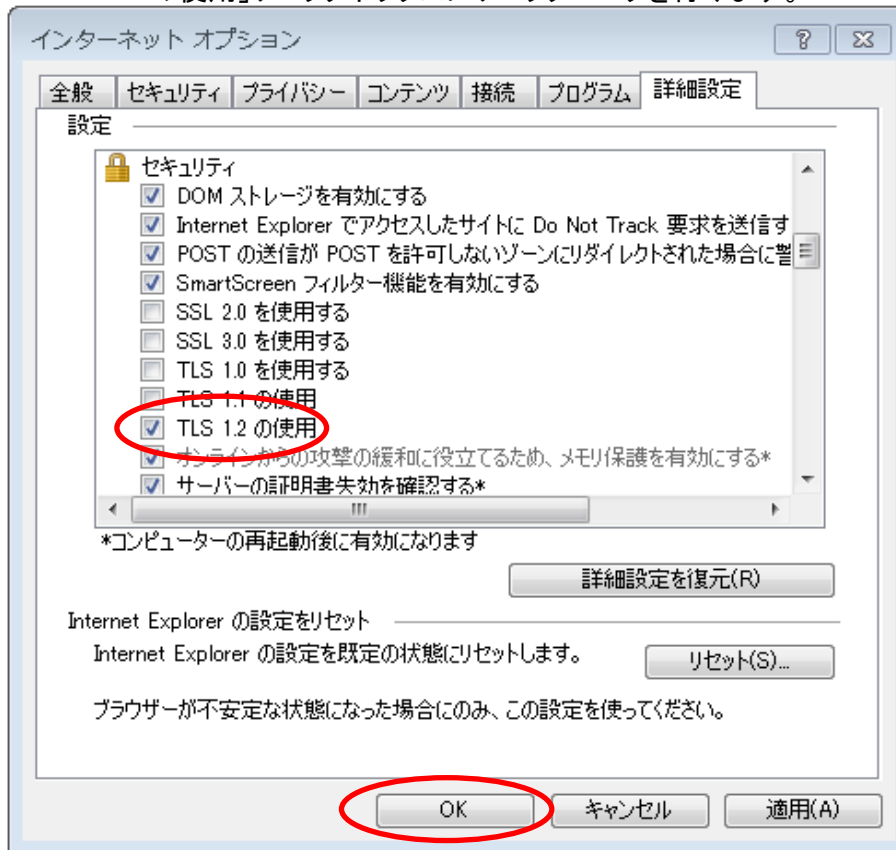 の使用」
インターネット オプション
全般 セキュリティ プライバシー コンテンツ 接続 プログラム 詳細設定
設定
セキュリティ
DOM ストレージを有効にする
Internet Explorer でアクセスしたサイトに Do Not Track 要求を送信す
POST の送信が POST を許可しないゾーンにリダイレクトされた場合に警
SmartScreen フィルター機能を有効にする
SSL 2.0 を使用する
SSL 3.0 を使用する
TLS 1.0 を使用する
TLS 1.1 の使用
TLS 1.2 の使用
オンラインからの攻撃の緩和に役立てるため、メモリ保護を有効にする*
サーバーの証明書失効を確認する*
*コンピューターの再起動後に有効になります
詳細設定を復元(R)
Internet Explorer の設定をリセット
Internet Explorer の設定を既定の状態にリセットします。
リセット(S)...
ブラウザーが不安定な状態になった場合にのみ、この設定を使ってください。
OK キャンセル 適用(A)